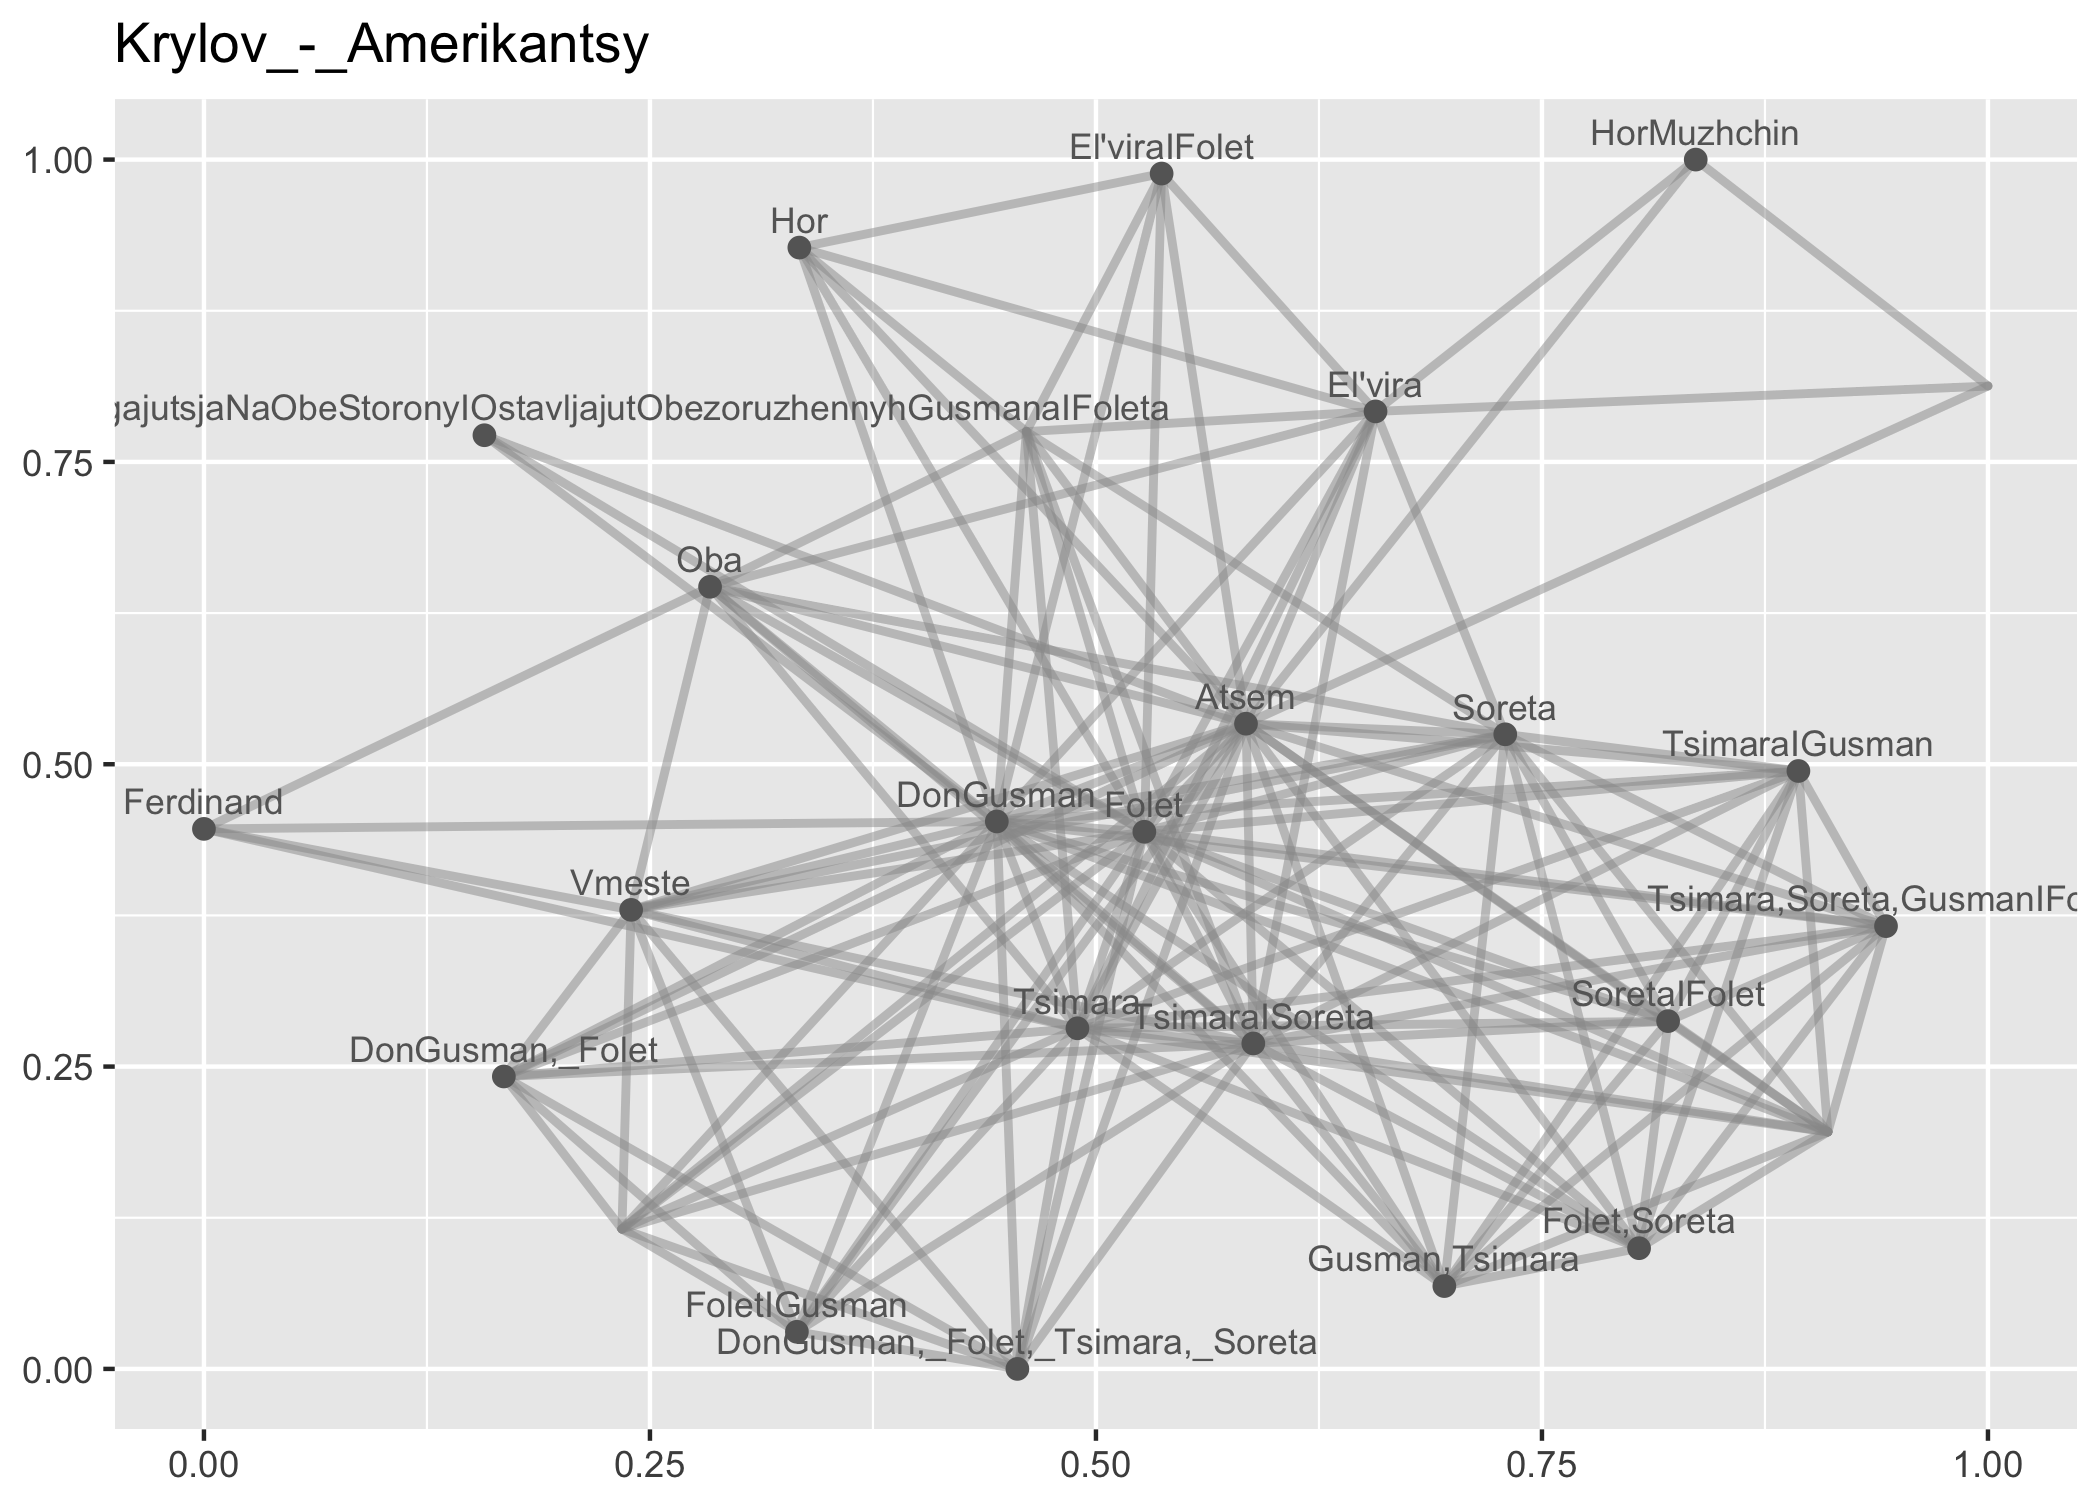 Krylov_-_Amerikantsy
El'viraIFolet
HorMuzhchin
1.00
Hor
El'vira
gajutsjaNaObeStoronyIOstavljajutObezoruzhennyhGusmanaIFoleta
0.75
Oba
Atsem
Soreta
TsimaraIGusman
0.50
Ferdinand
DonGusman
Folet
Vmeste
Tsimara,Soreta,GusmanIFo
Tsimara
TsimaraISoreta
SoretaIFolet
DonGusman,_Folet
0.25
Folet,Soreta
Gusman,Tsimara
FoletIGusman
DonGusman,_Folet,_Tsimara,_Soreta
0.00
0.00 0.25 0.50 0.75 1.00